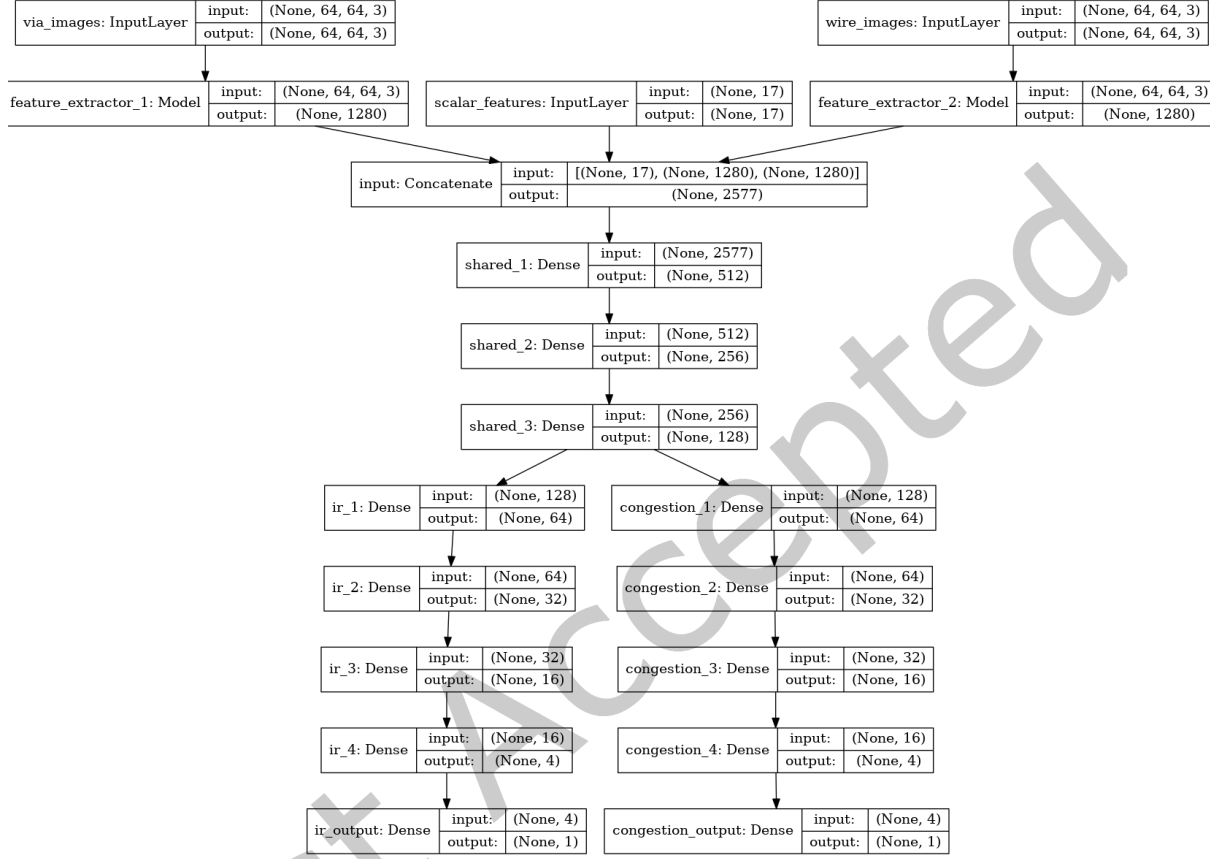 via_images: InputLayer input: (None, 64, 64, 3) output: (None, 64, 64, 3)
wire_images: InputLayer input: (None, 64, 64, 3) output: (None, 64, 64, 3)
feature_extractor_1: Model input: (None, 64, 64, 3) output: (None, 1280)
scalar_features: InputLayer input: (None, 17) output: (None, 17)
feature_extractor_2: Model input: (None, 64, 64, 3) output: (None, 1280)
input: Concatenate input: [(None, 17), (None, 1280), (None, 1280)] output: (None, 2577)
shared_1: Dense input: (None, 2577) output: (None, 512)
shared_2: Dense input: (None, 512) output: (None, 256)
shared_3: Dense input: (None, 256) output: (None, 128)
ir_1: Dense input: (None, 128) output: (None, 64)
congestion_1: Dense input: (None, 128) output: (None, 64)
ir_2: Dense input: (None, 64) output: (None, 32)
congestion_2: Dense input: (None, 64) output: (None, 32)
ir_3: Dense input: (None, 32) output: (None, 16)
congestion_3: Dense input: (None, 32) output: (None, 16)
ir_4: Dense input: (None, 16) output: (None, 4)
congestion_4: Dense input: (None, 16) output: (None, 4)
ir_output: Dense input: (None, 4) output: (None, 1)
congestion_output: Dense input: (None, 4) output: (None, 1)
Accepted